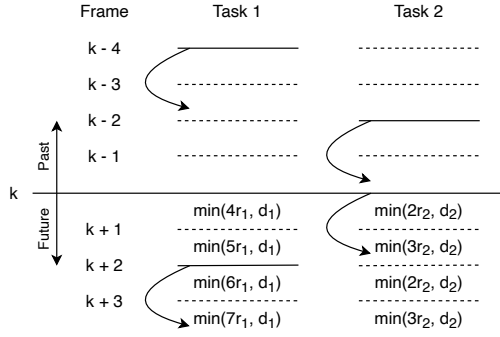 Frame Task 1 Task 2
k - 4
k - 3
k - 2
Past
k - 1
k
min(4r₁, d₁) min(2r₂, d₂)
Future
k + 1
min(5r₁, d₁) min(3r₂, d₂)
k + 2
min(6r₁, d₁) min(2r₂, d₂)
k + 3
min(7r₁, d₁) min(3r₂, d₂)